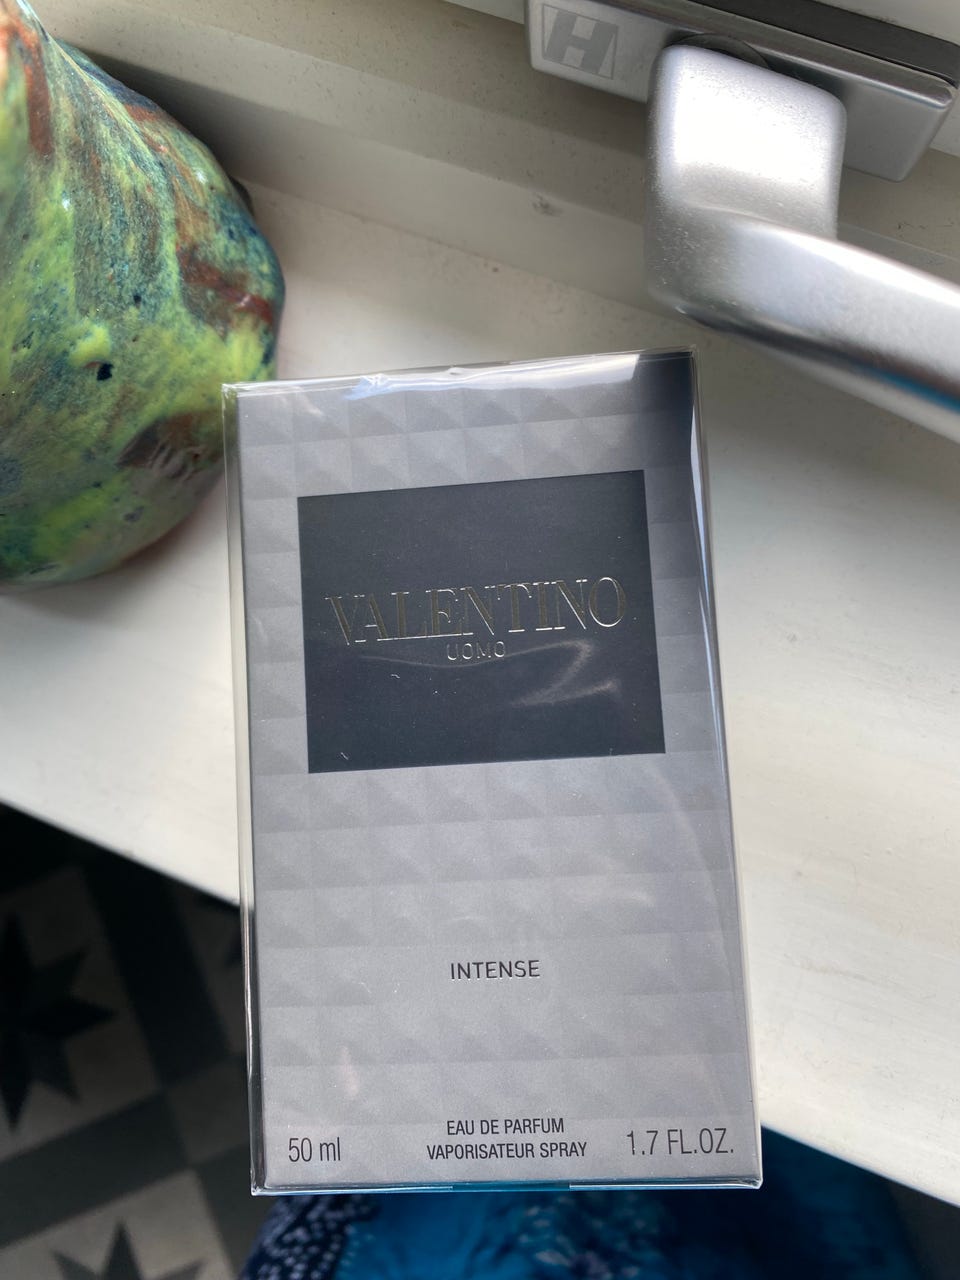 H
VALENTINO
UOMO
INTENSE
EAU DE PARFUM
50 ml VAPORISATEUR SPRAY 1.7 FL.OZ.